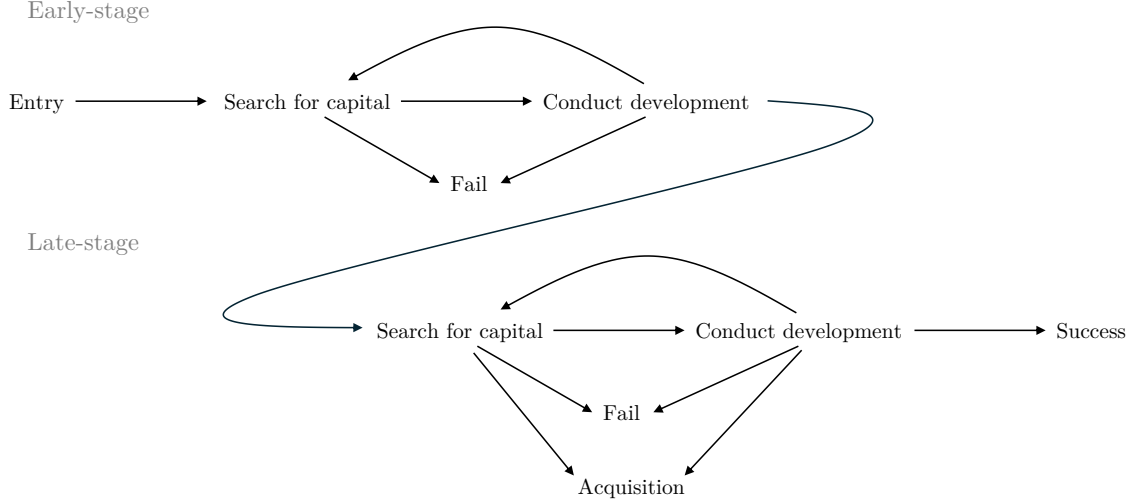 Early-stage
Entry
Search for capital
Conduct development
Fail
Late-stage
Search for capital
Conduct development
Success
Fail
Acquisition